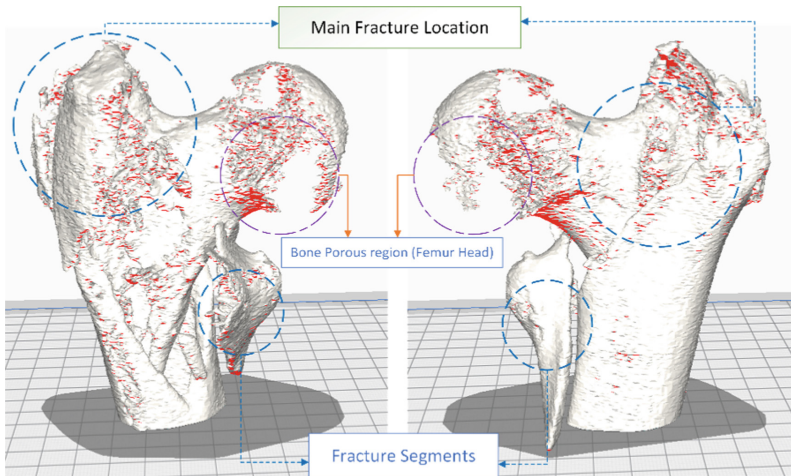 Main Fracture Location
Bone Porous region (Femur Head)
Fracture Segments